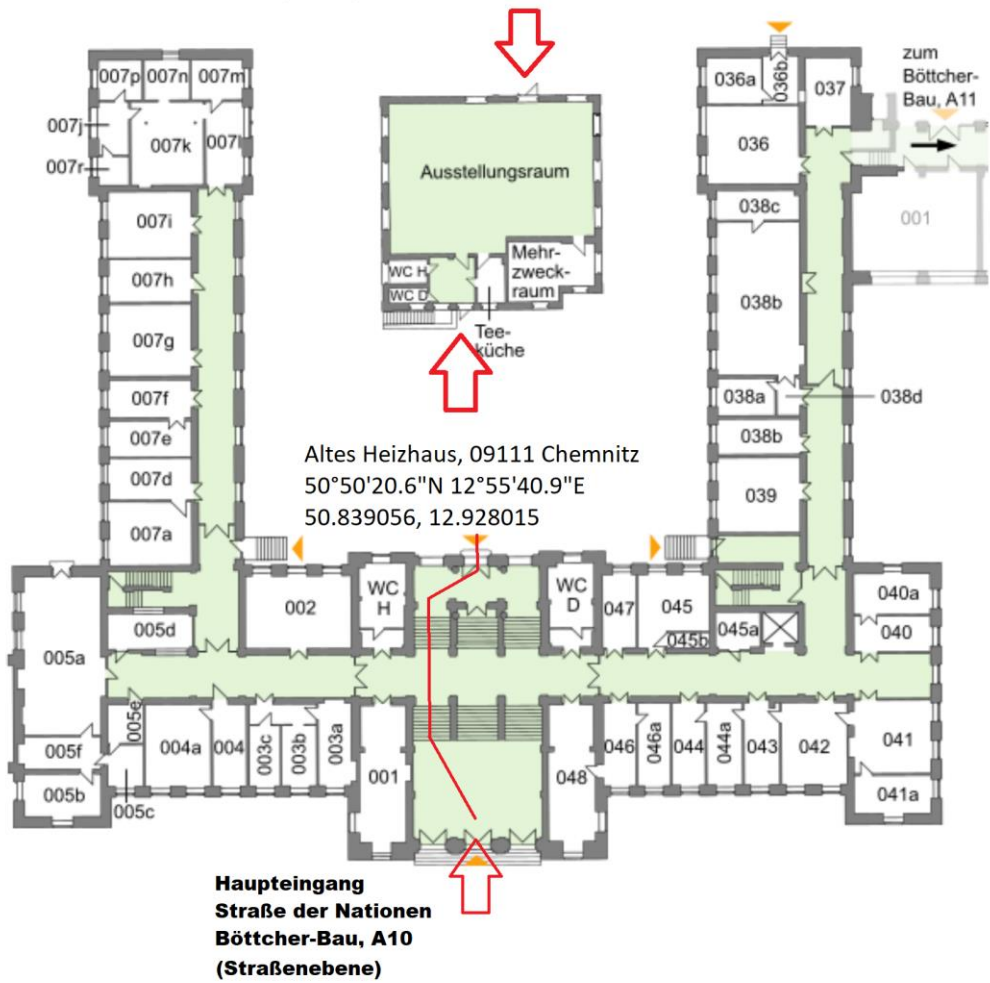 007p
007n
007m
007j
007k
007l
007r
007i
007h
007g
007f
007e
007d
007a
Ausstellungsraum
WC H
WC D
Mehr-
zweck-
raum
Tee-
küche
036a
036b
037
zum
Böttcher-
Bau, A11
036
038c
001
038b
038a
038d
038b
039
Altes Heizhaus, 09111 Chemnitz
50°50'20.6"N 12°55'40.9"E
50.839056, 12.928015
005a
005d
002
WC
H
WC
D
047
045
045b
045a
040a
040
005f
005b
005e
005c
004a
004
003c
003b
003a
001
048
046
046a
044
044a
043
042
041
041a
Haupteingang
Straße der Nationen
Böttcher-Bau, A10
(Straßenebene)